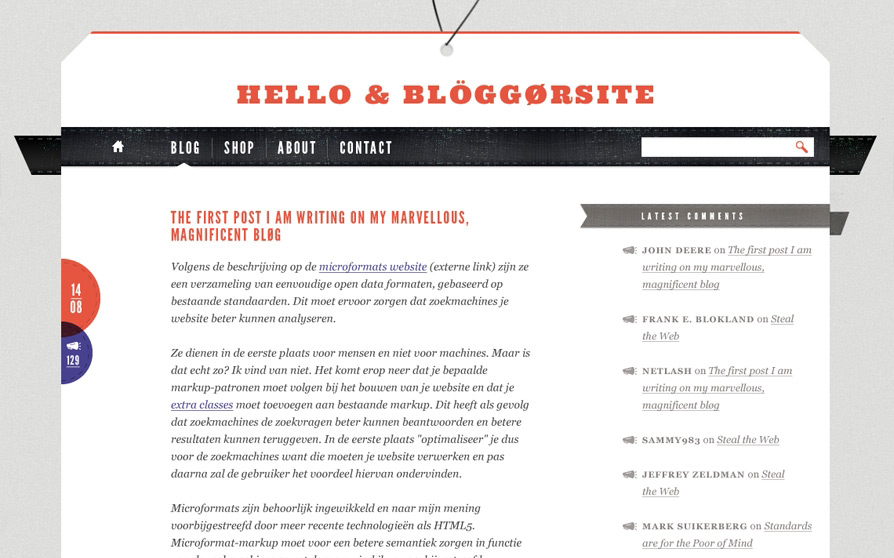 HELLO & BLÖGGØRSITE
BLOG SHOP ABOUT CONTACT
THE FIRST POST I AM WRITING ON MY MARVELLOUS,
MAGNIFICENT BLØG
14
08
129
Volgens de beschrijving op de microformats website (externe link) zijn ze
een verzameling van eenvoudige open data formaten, gebaseerd op
bestaande standaarden. Dit moet ervoor zorgen dat zoekmachines je
website beter kunnen analyseren.
Ze dienen in de eerste plaats voor mensen en niet voor machines. Maar is
dat echt zo? Ik vind van niet. Het komt erop neer dat je bepaalde
markup-patronen moet volgen bij het bouwen van je website en dat je
extra classes moet toevoegen aan bestaande markup. Dit heeft als gevolg
dat zoekmachines de zoekvragen beter kunnen beantwoorden en betere
resultaten kunnen teruggeven. In de eerste plaats "optimaliseer" je dus
voor de zoekmachines want die moeten je website verwerken en pas
daarna zal de gebruiker het voordeel hiervan ondervinden.
Microformats zijn behoorlijk ingewikkeld en naar mijn mening
voorbijgestreefd door meer recente technologieën als HTML5.
Microformat-markup moet voor een betere semantiek zorgen in functie
LATEST COMMENTS
JOHN DEERE on The first post I am
writing on my marvellous,
magnificent bløg
FRANK E. BLOKLAND on Steal
the Web
NETLASH on The first post I am
writing on my marvellous,
magnificent bløg
SAMMY983 on Steal the Web
JEFFREY ZELDMAN on Steal
the Web
MARK SUIKERBERG on Standards
are for the Poor of Mind